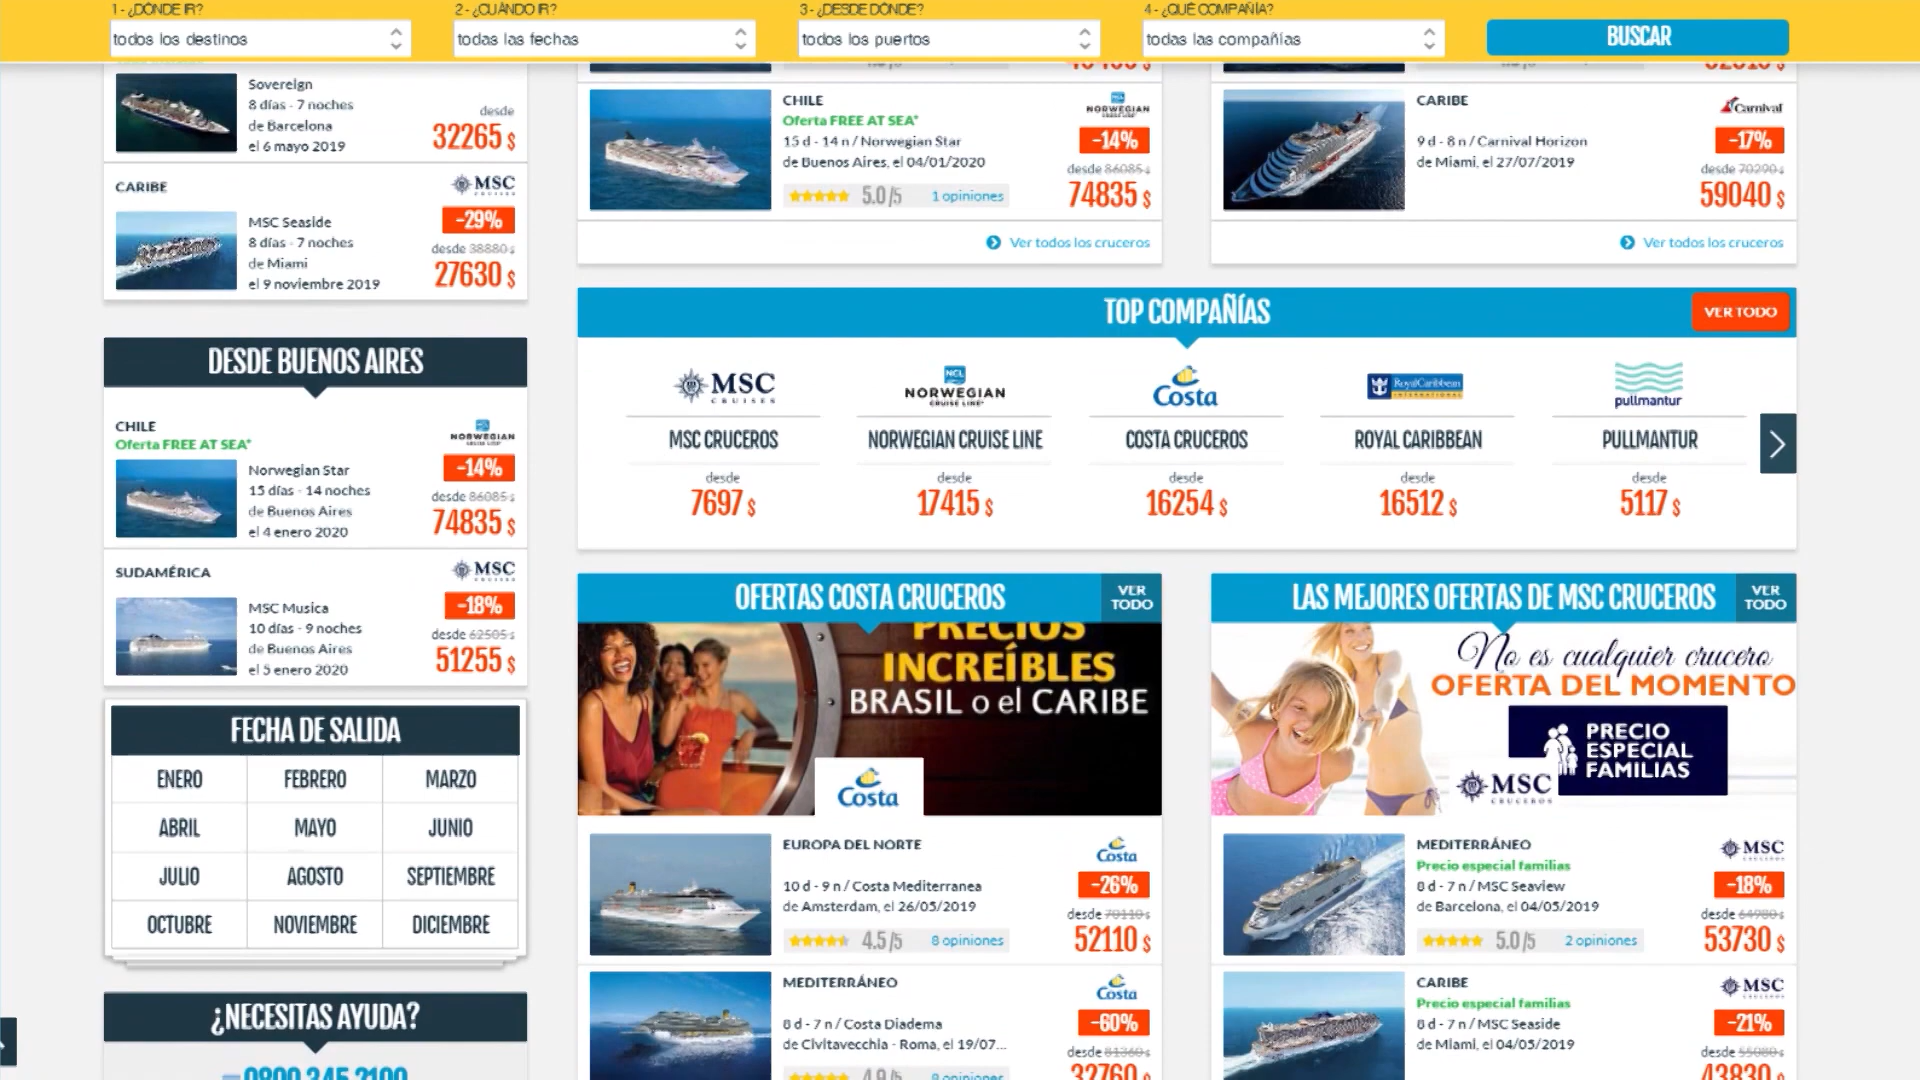 1 - ¿DÓNDE IR?
2 - ¿CUÁNDO IR?
3 - ¿DESDE DÓNDE?
4 - ¿QUÉ COMPAÑÍA?
todos los destinos
todas las fechas
todos los puertos
todas las compañías
BUSCAR
Sovereign
8 días - 7 noches
de Barcelona
el 6 mayo 2019
desde
32265 $
CARIBE
MSC
MSC Seaside
8 días - 7 noches
de Miami
el 9 noviembre 2019
-29%
desde 38880 $
27630 $
DESDE BUENOS AIRES
CHILE
Oferta FREE AT SEA*
NORWEGIAN
Norwegian Star
15 días - 14 noches
de Buenos Aires
el 4 enero 2020
-14%
desde 86085 $
74835 $
SUDAMÉRICA
MSC
MSC Musica
10 días - 9 noches
de Buenos Aires
el 5 enero 2020
-18%
desde 62505 $
51255 $
FECHA DE SALIDA
ENERO FEBRERO MARZO
ABRIL MAYO JUNIO
JULIO AGOSTO SEPTIEMBRE
OCTUBRE NOVIEMBRE DICIEMBRE
¿NECESITAS AYUDA?
0800 345 2100
CHILE
Oferta FREE AT SEA*
15 d - 14 n / Norwegian Star
de Buenos Aires, el 04/01/2020
5.0/5 1 opiniones
NORWEGIAN
-14%
desde 86085 $
74835 $
Ver todos los cruceros
CARIBE
9 d - 8 n / Carnival Horizon
de Miami, el 27/07/2019
Carnival
-17%
desde 70290 $
59040 $
Ver todos los cruceros
TOP COMPAÑÍAS
VER TODO
MSC
CRUISES
MSC CRUCEROS
desde
7697 $
NCL
NORWEGIAN
CRUISE LINE
NORWEGIAN CRUISE LINE
desde
17415 $
Costa
COSTA CRUCEROS
desde
16254 $
RoyalCaribbean
INTERNATIONAL
ROYAL CARIBBEAN
desde
16512 $
pullmantur
PULLMANTUR
desde
5117 $
OFERTAS COSTA CRUCEROS
VER
TODO
PRECIOS
INCREÍBLES
BRASIL o el CARIBE
Costa
EUROPA DEL NORTE
10 d - 9 n / Costa Mediterranea
de Amsterdam, el 26/05/2019
4.5/5 8 opiniones
Costa
-26%
desde 70110 $
52110 $
MEDITERRÁNEO
8 d - 7 n / Costa Diadema
de Civitavecchia - Roma, el 19/07...
4.9/5 9 opiniones
Costa
-60%
desde 81360 $
32760 $
LAS MEJORES OFERTAS DE MSC CRUCEROS
VER
TODO
No es cualquier crucero
OFERTA DEL MOMENTO
PRECIO
ESPECIAL
FAMILIAS
MSC
CRUCEROS
MEDITERRÁNEO
Precio especial familias
8 d - 7 n / MSC Seaview
de Barcelona, el 04/05/2019
5.0/5 2 opiniones
MSC
-18%
desde 64980 $
53730 $
CARIBE
Precio especial familias
8 d - 7 n / MSC Seaside
de Miami, el 04/05/2019
MSC
-21%
desde 55080 $
43830 $